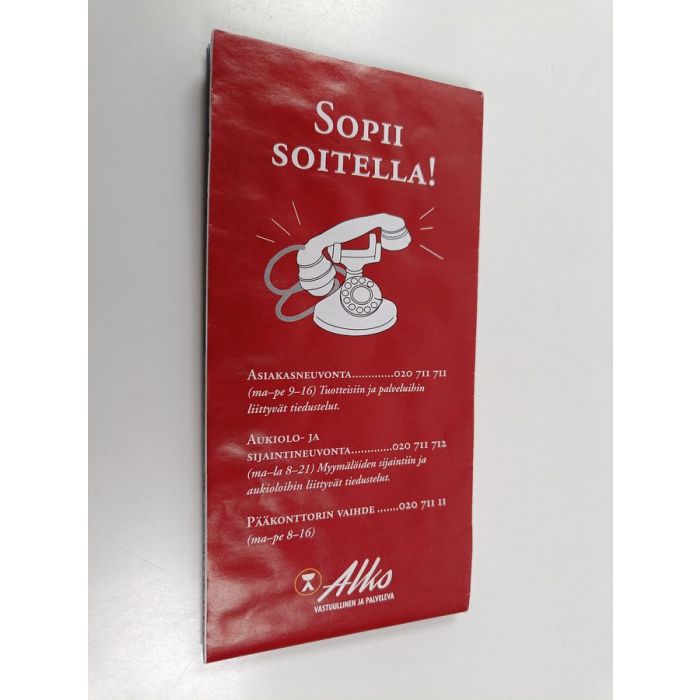 SOPII
SOITELLA!
ASIAKASNEUVONTA.............020 711 711
(ma–pe 9–16) Tuotteisiin ja palveluihin
liittyvät tiedustelut.
AUKIOLO- JA
SIJAINTINEUVONTA.............020 711 712
(ma–la 8–21) Myymälöiden sijaintiin ja
aukioloihin liittyvät tiedustelut.
PÄÄKONTTORIN VAIHDE .......020 711 11
(ma–pe 8–16)
Alko
VASTUULLINEN JA PALVELEVA